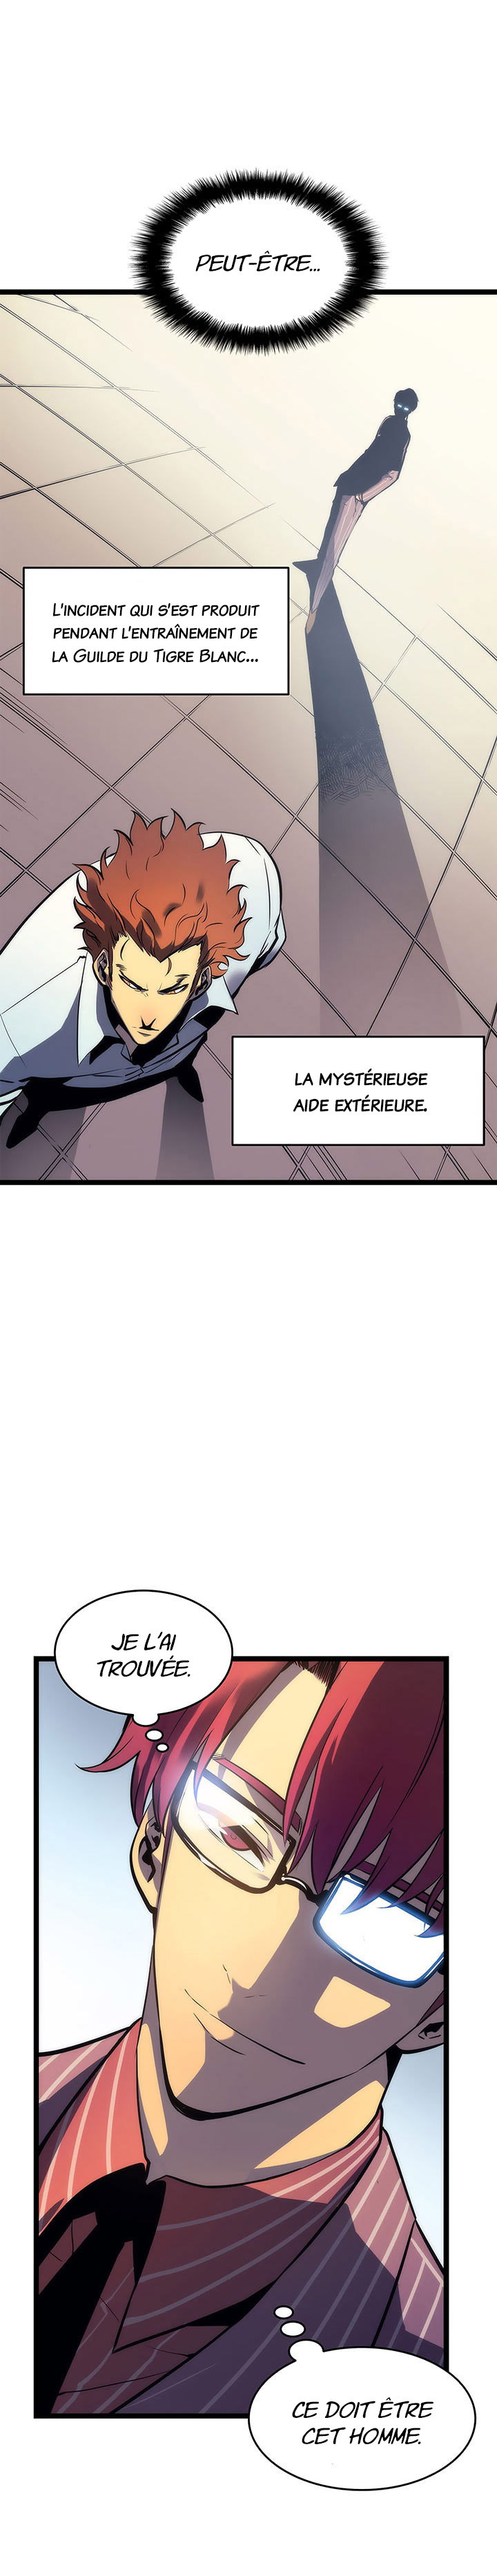 PEUT-ÊTRE...
L'INCIDENT QUI S'EST PRODUIT
PENDANT L'ENTRAÎNEMENT DE
LA GUILDE DU TIGRE BLANC...
LA MYSTÉRIEUSE
AIDE EXTÉRIEURE.
JE L'AI
TROUVÉE.
CE DOIT ÊTRE
CET HOMME.